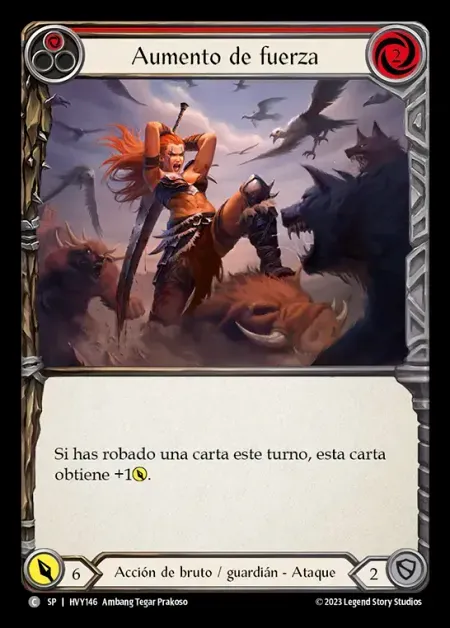 Aumento de fuerza
2
Si has robado una carta este turno, esta carta
obtiene +1.
6
Acción de bruto / guardián - Ataque
2
C SP | HVY146 Ambang Tegar Prakoso
© 2023 Legend Story Studios